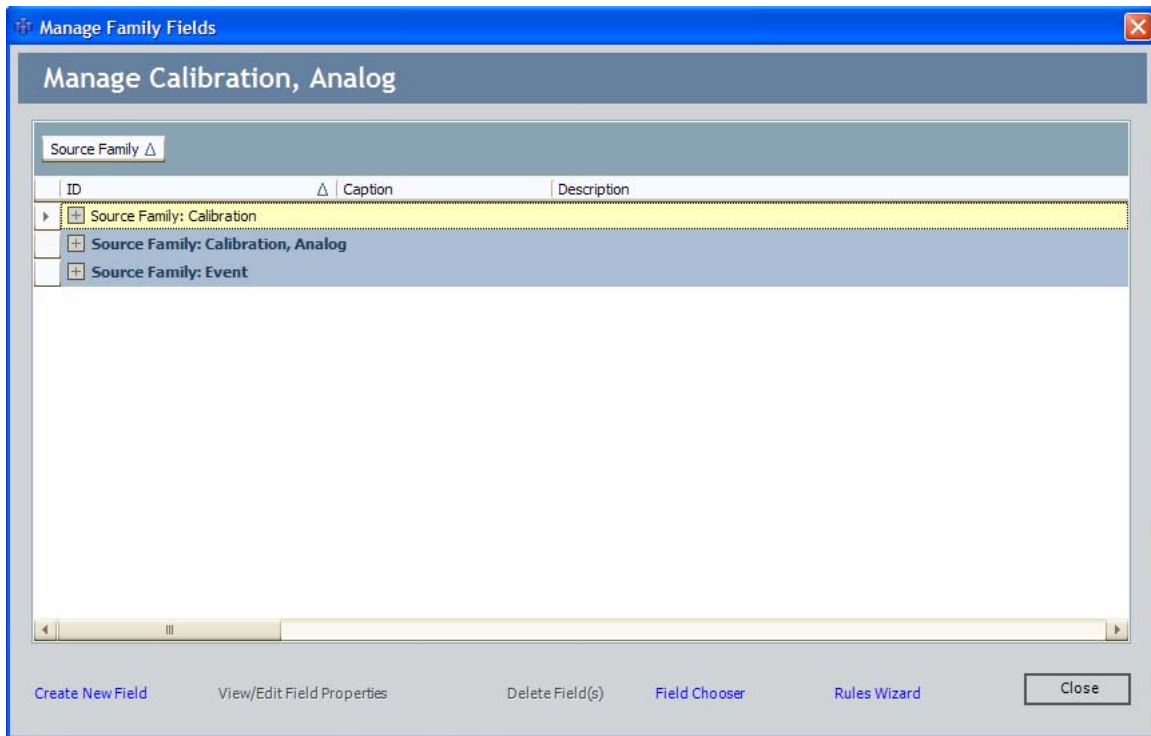 Manage Family Fields
Manage Calibration, Analog
Source Family
ID Caption Description
Source Family: Calibration
Source Family: Calibration, Analog
Source Family: Event
Create New Field View/Edit Field Properties Delete Field(s) Field Chooser Rules Wizard Close